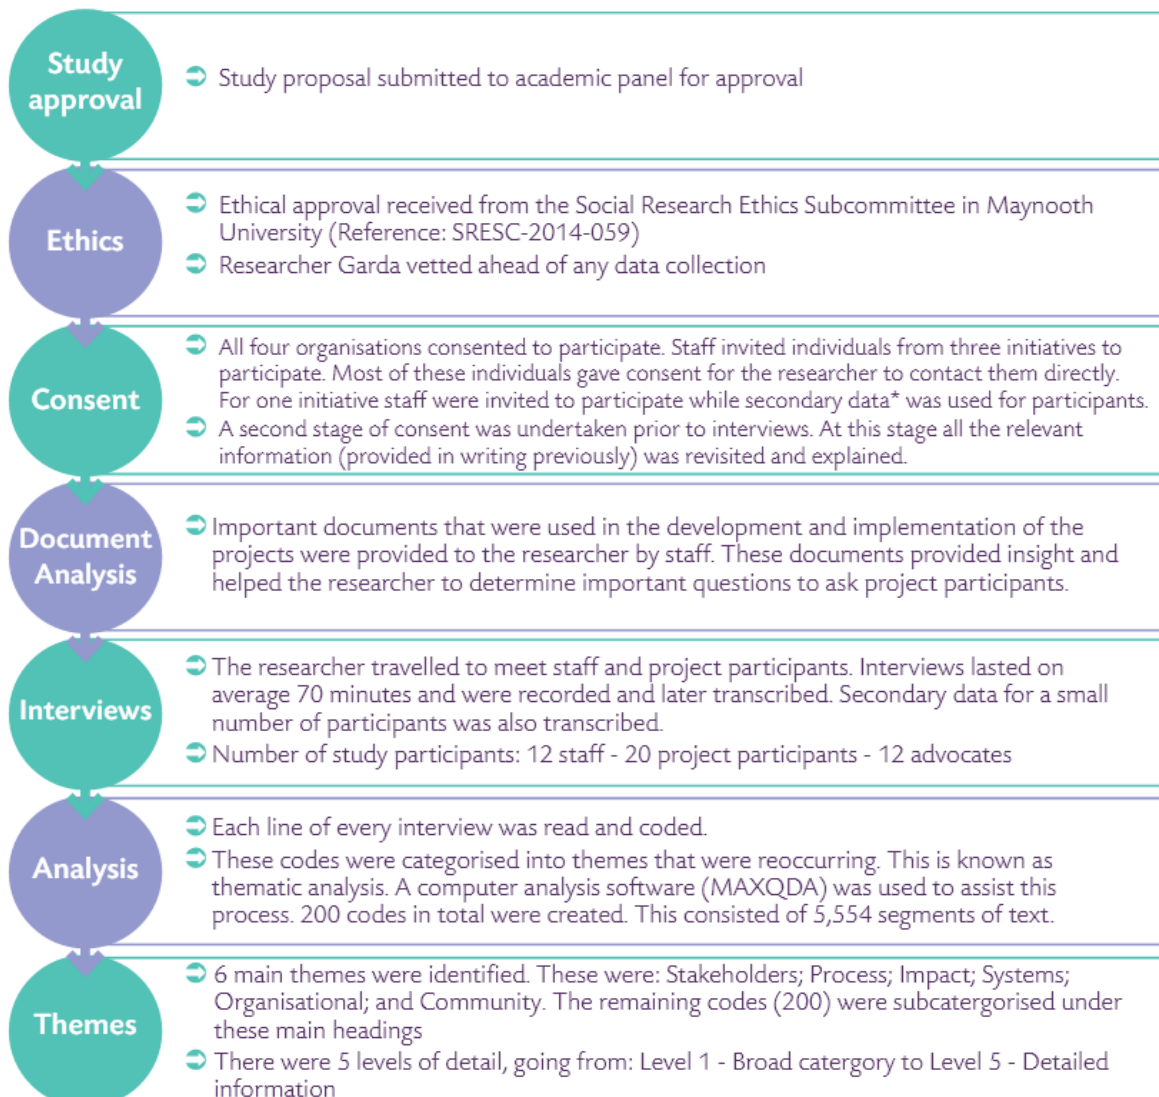 Study
approval
Study proposal submitted to academic panel for approval
Ethics
Ethical approval received from the Social Research Ethics Subcommittee in Maynooth
University (Reference: SRESC-2014-059)
Researcher Garda vetted ahead of any data collection
Consent
All four organisations consented to participate. Staff invited individuals from three initiatives to
participate. Most of these individuals gave consent for the researcher to contact them directly.
For one initiative staff were invited to participate while secondary data* was used for participants.
A second stage of consent was undertaken prior to interviews. At this stage all the relevant
information (provided in writing previously) was revisited and explained.
Document
Analysis
Important documents that were used in the development and implementation of the
projects were provided to the researcher by staff. These documents provided insight and
helped the researcher to determine important questions to ask project participants.
Interviews
The researcher travelled to meet staff and project participants. Interviews lasted on
average 70 minutes and were recorded and later transcribed. Secondary data for a small
number of participants was also transcribed.
Number of study participants: 12 staff - 20 project participants - 12 advocates
Analysis
Each line of every interview was read and coded.
These codes were categorised into themes that were reoccurring. This is known as
thematic analysis. A computer analysis software (MAXQDA) was used to assist this
process. 200 codes in total were created. This consisted of 5,554 segments of text.
Themes
6 main themes were identified. These were: Stakeholders; Process; Impact; Systems;
Organisational; and Community. The remaining codes (200) were subcatergorised under
these main headings
There were 5 levels of detail, going from: Level 1 - Broad catergory to Level 5 - Detailed
information